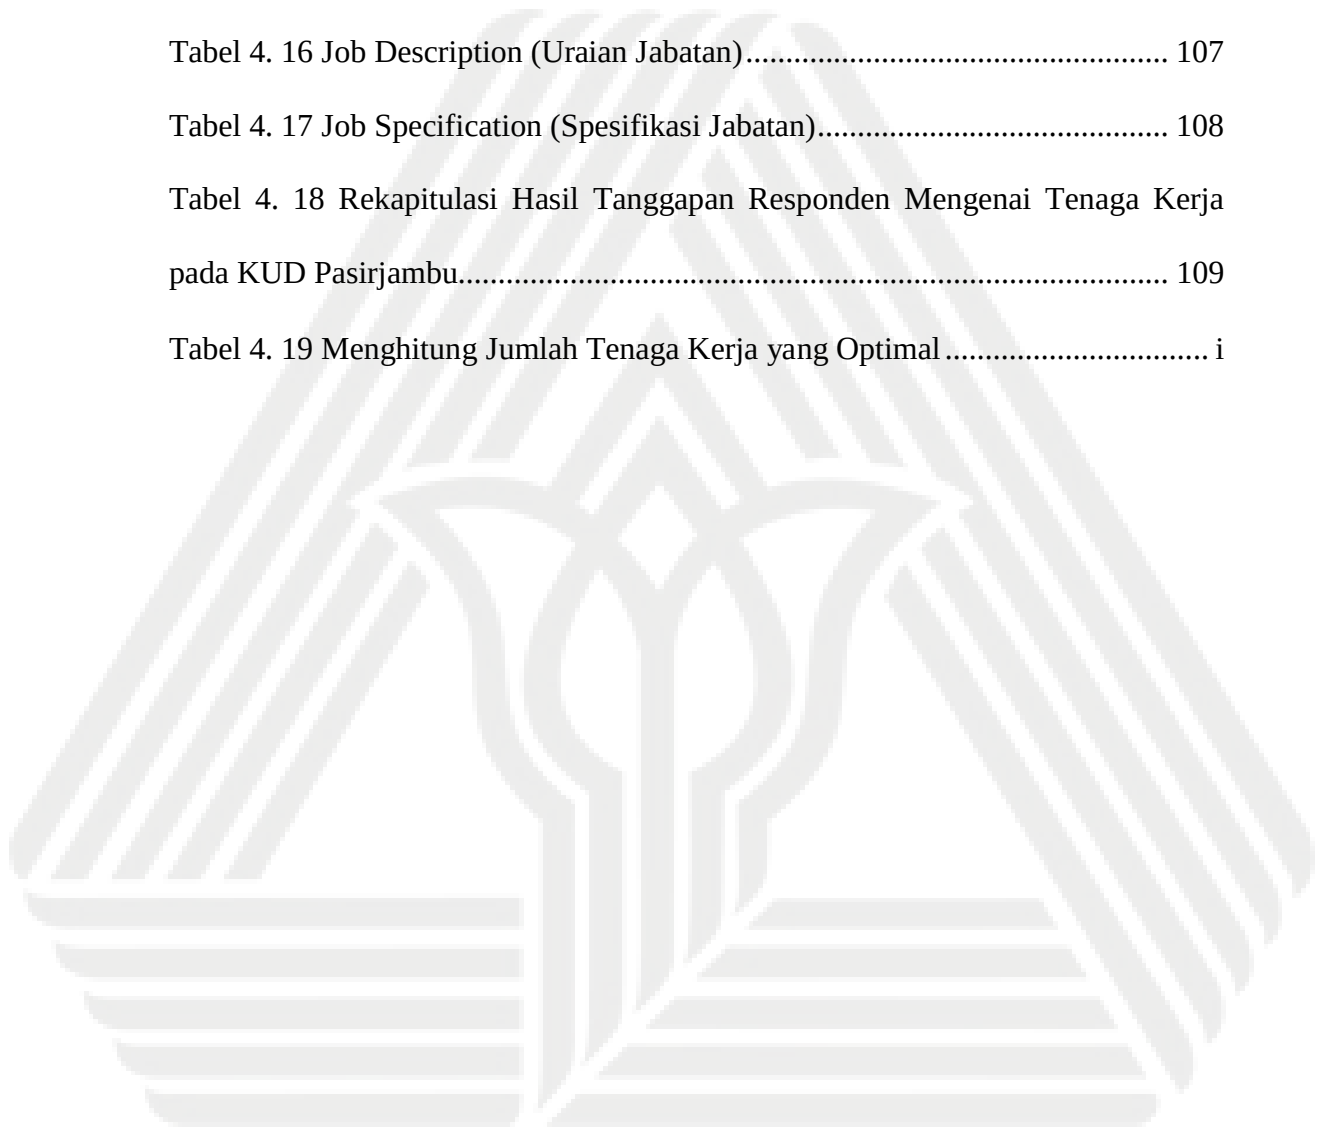 Tabel 4. 16 Job Description (Uraian Jabatan).................................................... 107
Tabel 4. 17 Job Specification (Spesifikasi Jabatan)........................................... 108
Tabel 4. 18 Rekapitulasi Hasil Tanggapan Responden Mengenai Tenaga Kerja
pada KUD Pasirjambu........................................................................................ 109
Tabel 4. 19 Menghitung Jumlah Tenaga Kerja yang Optimal................................ i